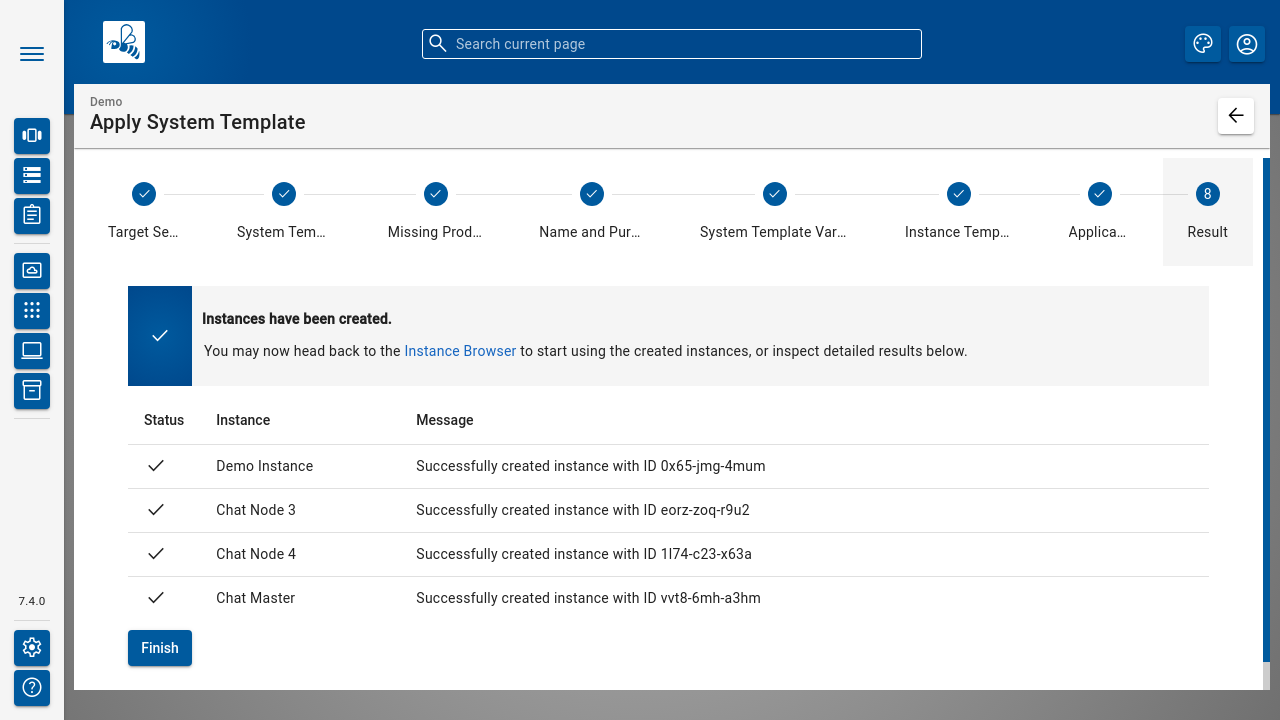 Search current page
Demo
Apply System Template
Target Se… System Tem… Missing Prod… Name and Pur… System Template Var… Instance Temp… Applica… 8 Result
Instances have been created.
You may now head back to the Instance Browser to start using the created instances, or inspect detailed results below.
Status Instance Message
Demo Instance Successfully created instance with ID 0x65-jmg-4mum
Chat Node 3 Successfully created instance with ID eorz-zoq-r9u2
Chat Node 4 Successfully created instance with ID 1l74-c23-x63a
Chat Master Successfully created instance with ID vvt8-6mh-a3hm
7.4.0
Finish